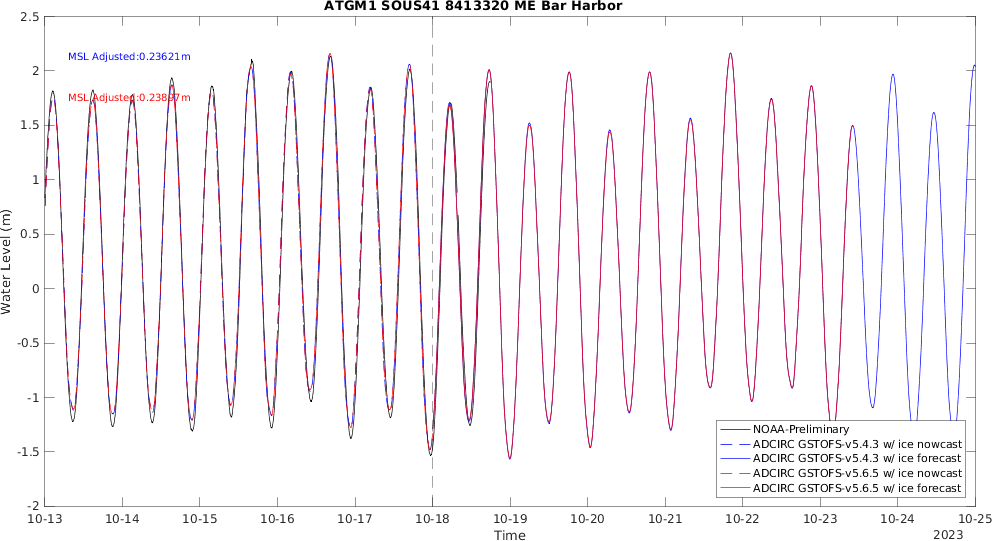 ATGM1 SOUS41 8413320 ME Bar Harbor
2.5
MSL Adjusted:0.23621m
2
MSL Adjusted:0.23897m
1.5
1
0.5
Water Level (m)
0
-0.5
-1
NOAA-Preliminary
ADCIRC GSTOFS-v5.4.3 w/ ice nowcast
-1.5
ADCIRC GSTOFS-v5.4.3 w/ ice forecast
ADCIRC GSTOFS-v5.6.5 w/ ice nowcast
ADCIRC GSTOFS-v5.6.5 w/ ice forecast
-2
10-13 10-14 10-15 10-16 10-17 10-18 10-19 10-20 10-21 10-22 10-23 10-24 10-25
Time
2023